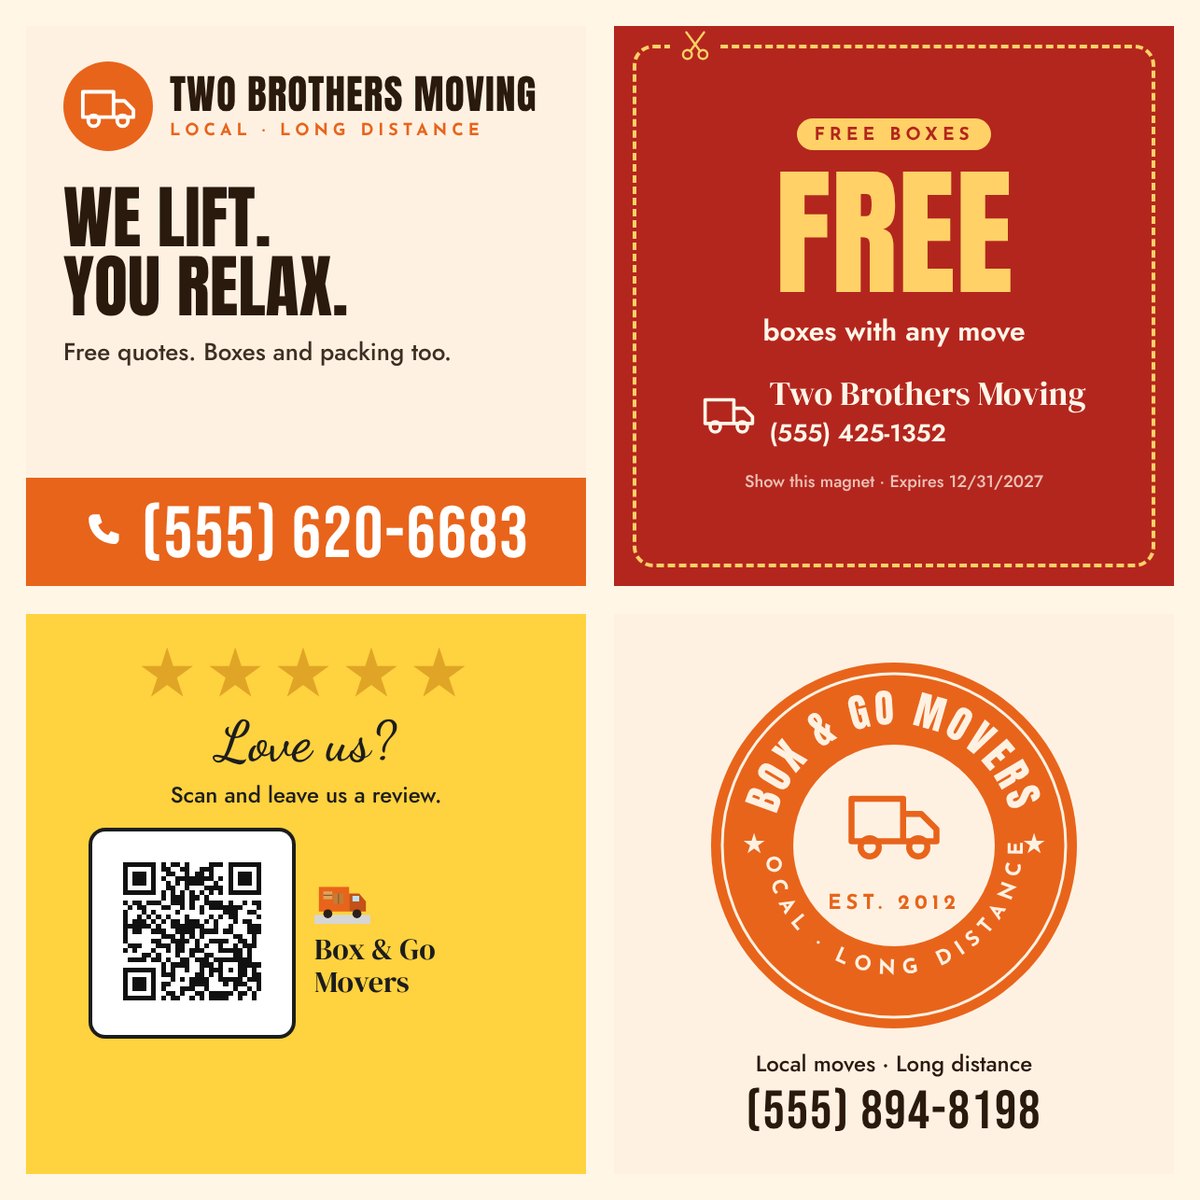 TWO BROTHERS MOVING
LOCAL · LONG DISTANCE
WE LIFT.
YOU RELAX.
Free quotes. Boxes and packing too.
(555) 620-6683
FREE BOXES
FREE
boxes with any move
Two Brothers Moving
(555) 425-1352
Show this magnet · Expires 12/31/2027
Love us?
Scan and leave us a review.
Box & Go
Movers
BOX & GO MOVERS
EST. 2012
OCAL · LONG DISTANCE
Local moves · Long distance
(555) 894-8198